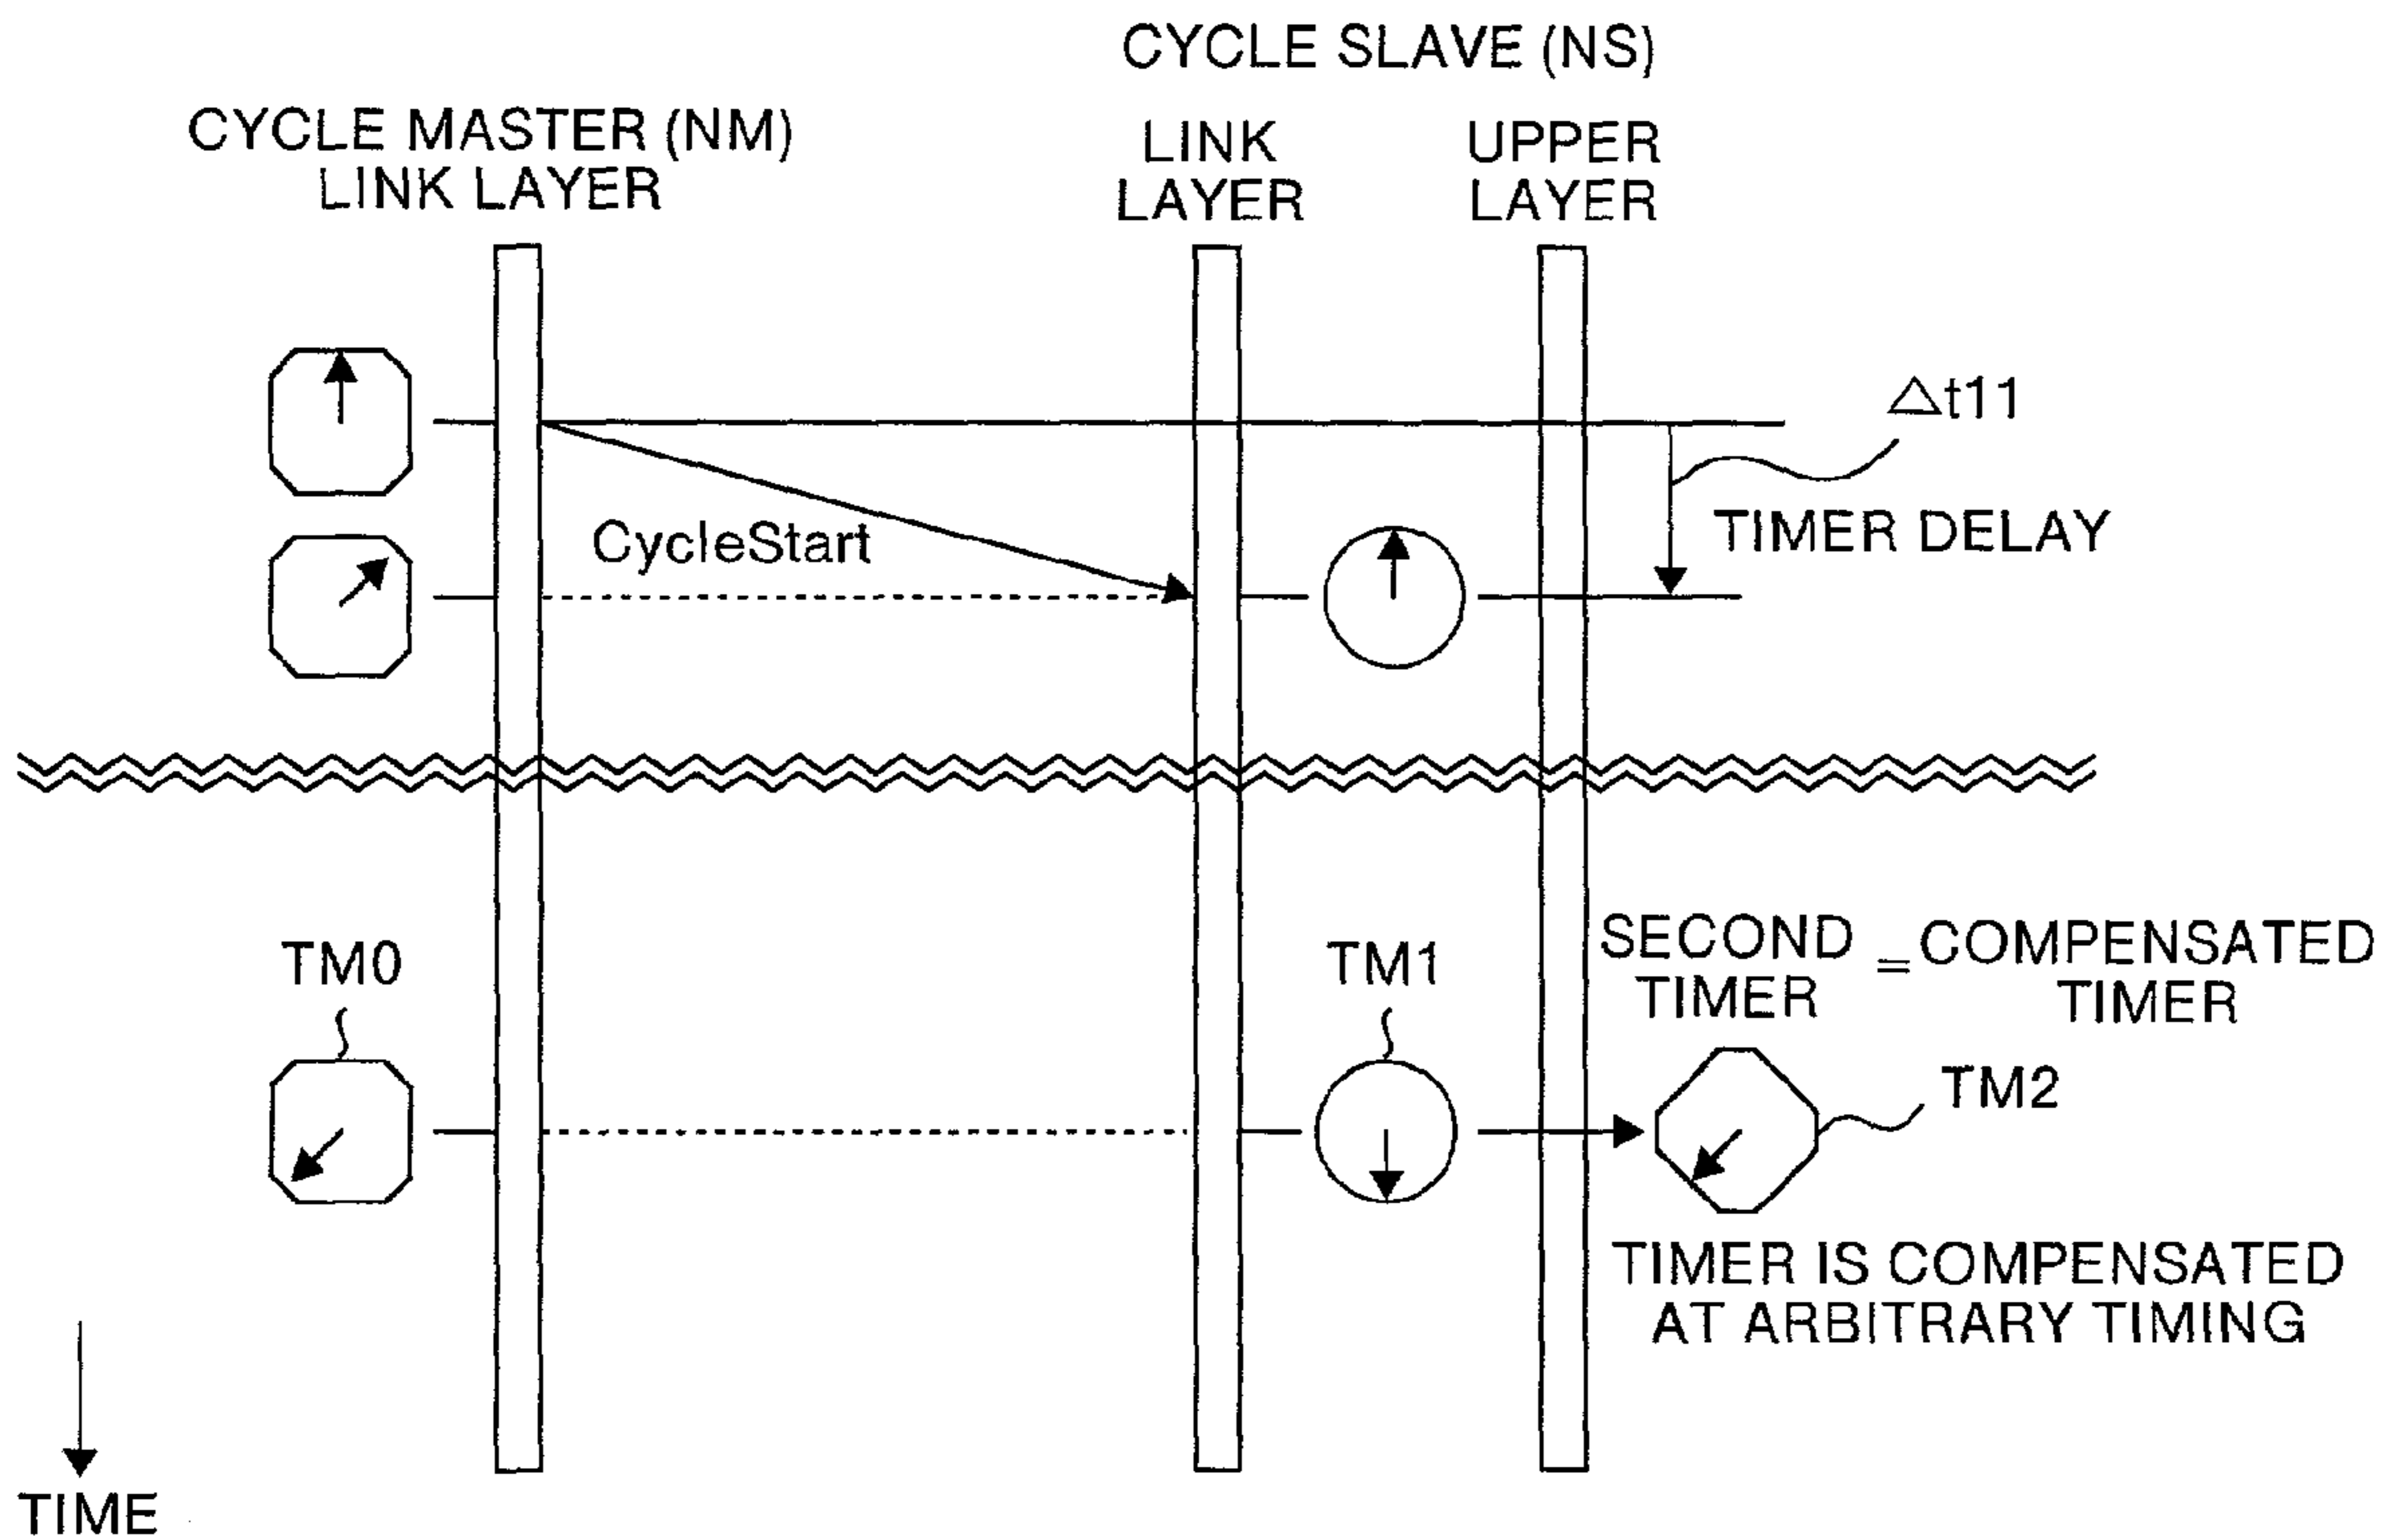 CYCLE SLAVE (NS)
CYCLE MASTER (NM)
LINK LAYER
LINK
LAYER
UPPER
LAYER
△t11
TIMER DELAY
CycleStart
TM0
TM1
SECOND
TIMER
=
COMPENSATED
TIMER
TM2
TIMER IS COMPENSATED
AT ARBITRARY TIMING
TIME